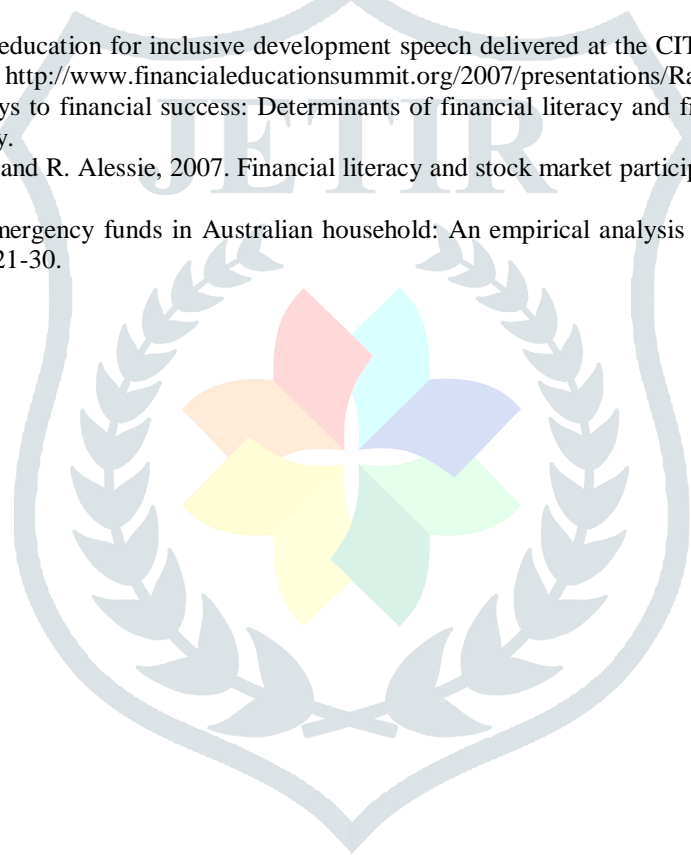 education for inclusive development speech delivered at the CIT
http://www.financialeducationsummit.org/2007/presentations/Ra
ys to financial success: Determinants of financial literacy and fi
y.
and R. Alessie, 2007. Financial literacy and stock market particip
mergency funds in Australian household: An empirical analysis
21-30.
JETIR